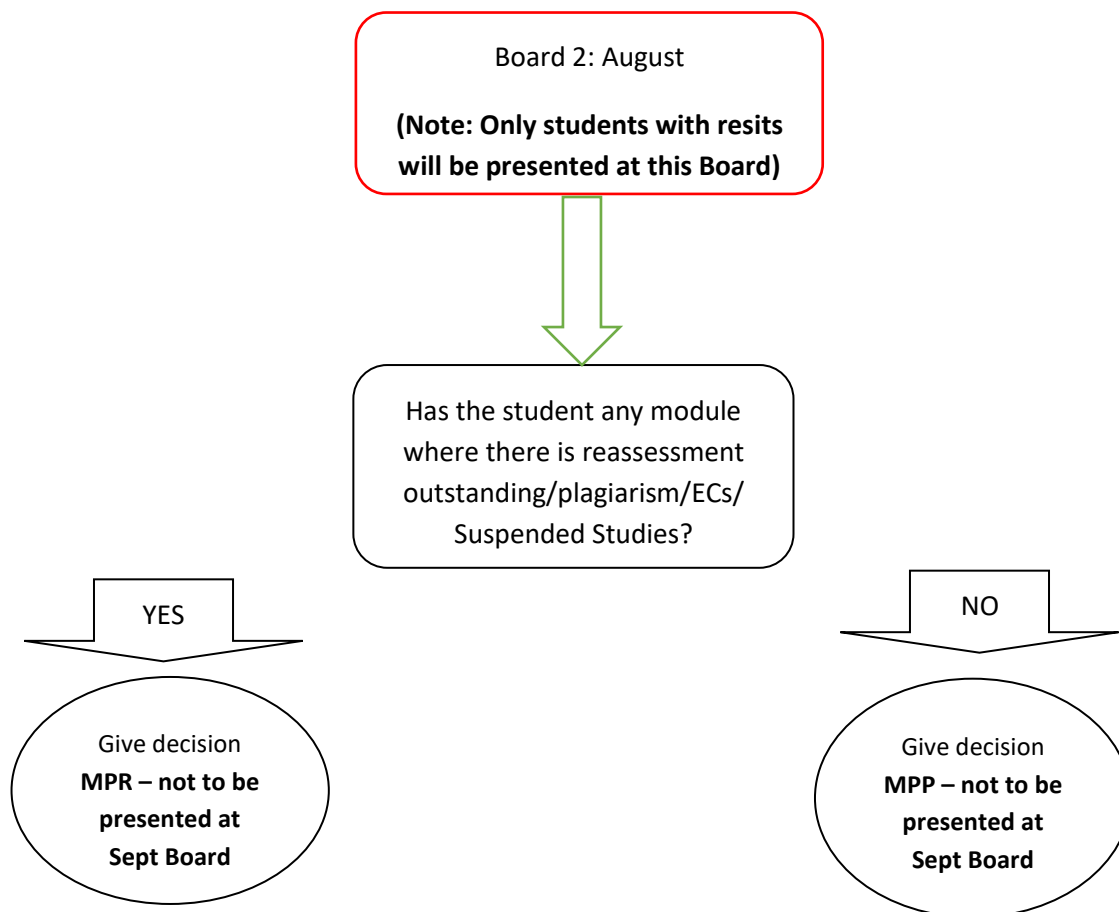 Board 2: August
(Note: Only students with resits
will be presented at this Board)
Has the student any module
where there is reassessment
outstanding/plagiarism/ECs/
Suspended Studies?
YES
NO
Give decision
MPR – not to be
presented at
Sept Board
Give decision
MPP – not to be
presented at
Sept Board